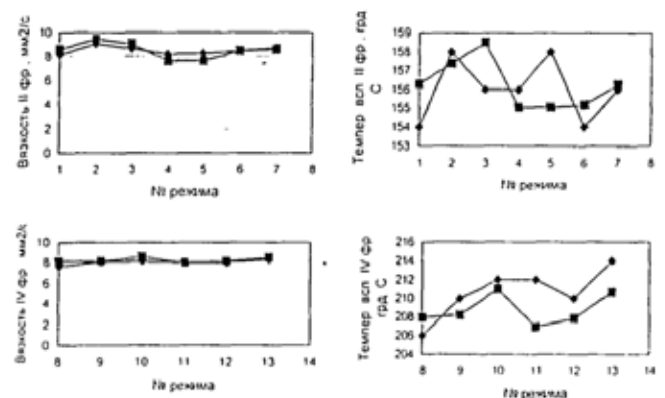 Вязкость II фр, мм2/с
10
8
6
4
2
0
1 2 3 4 5 6 7 8
№ режима
Темпер всп II фр, грд
С
159
158
157
156
155
154
153
1 2 3 4 5 6 7 8
№ режима
Вязкость IV фр мм2/с
10
8
6
4
2
0
8 9 10 11 12 13 14
№ режима
Темпер всп IV фр
грд С
216
214
212
210
208
206
204
8 9 10 11 12 13 14
№ режима